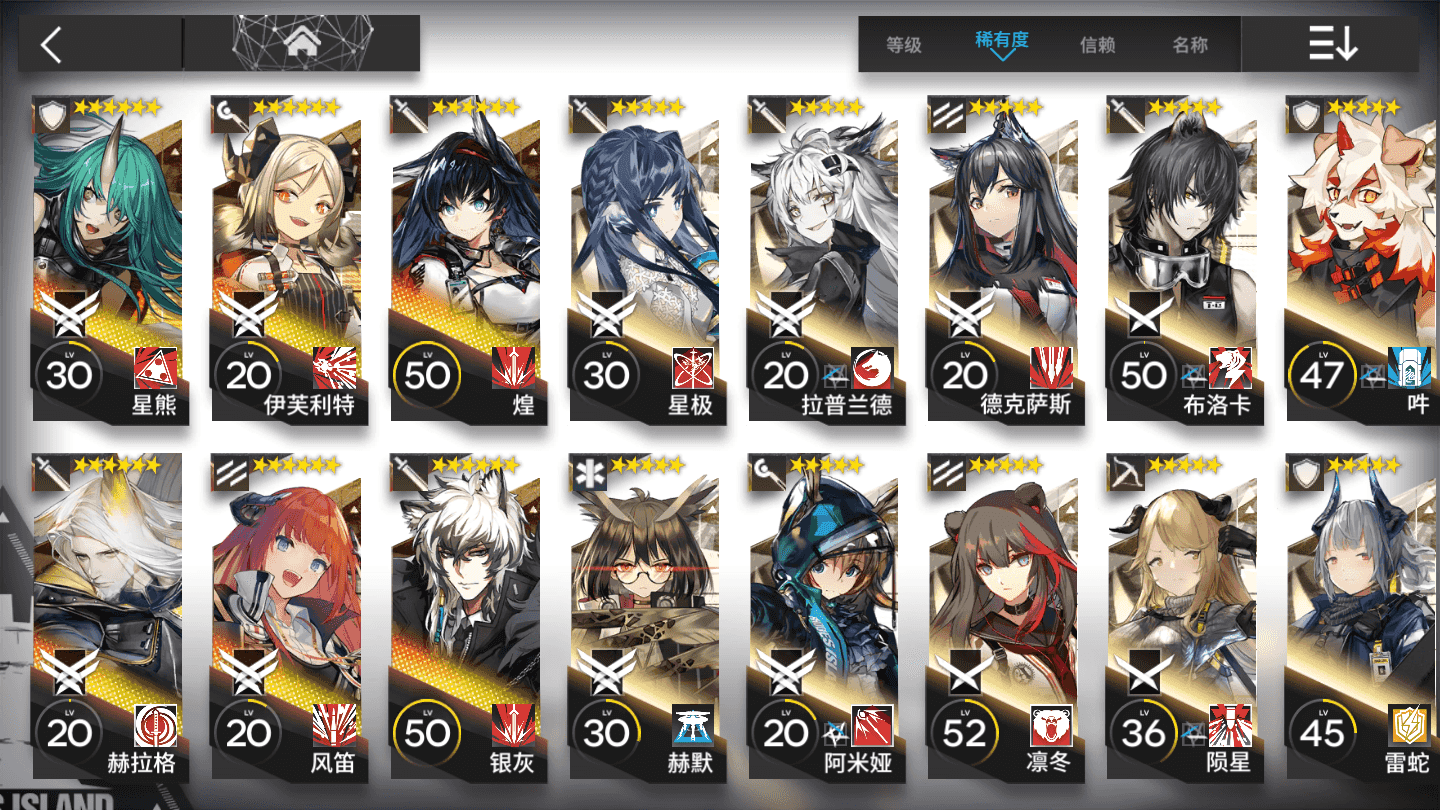 等级 稀有度 信赖 名称
LV 30 星熊
LV 20 伊芙利特
LV 50 煌
LV 30 星极
LV 20 拉普兰德
LV 20 德克萨斯
LV 50 布洛卡
LV 47 吽
LV 20 赫拉格
LV 20 风笛
LV 50 银灰
LV 30 赫默
LV 20 阿米娅
LV 52 凛冬
LV 36 陨星
LV 45 雷蛇
S ISLAND